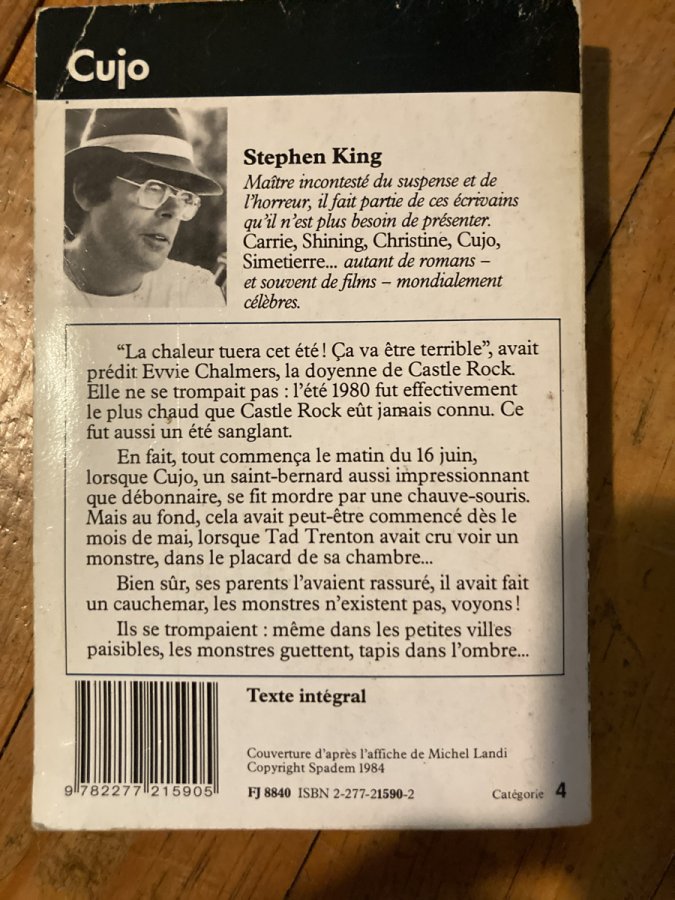 Cujo
Stephen King
Maître incontesté du suspense et de
l'horreur, il fait partie de ces écrivains
qu'il n'est plus besoin de présenter.
Carrie, Shining, Christine, Cujo,
Simetierre... autant de romans –
et souvent de films – mondialement
célèbres.
“La chaleur tuera cet été ! Ça va être terrible”, avait
prédit Evvie Chalmers, la doyenne de Castle Rock.
Elle ne se trompait pas : l'été 1980 fut effectivement
le plus chaud que Castle Rock eût jamais connu. Ce
fut aussi un été sanglant.
En fait, tout commença le matin du 16 juin,
lorsque Cujo, un saint-bernard aussi impressionnant
que débonnaire, se fit mordre par une chauve-souris.
Mais au fond, cela avait peut-être commencé dès le
mois de mai, lorsque Tad Trenton avait cru voir un
monstre, dans le placard de sa chambre...
Bien sûr, ses parents l'avaient rassuré, il avait fait
un cauchemar, les monstres n'existent pas, voyons !
Ils se trompaient : même dans les petites villes
paisibles, les monstres guettent, tapis dans l'ombre...
Texte intégral
Couverture d'après l'affiche de Michel Landi
Copyright Spadem 1984
9 782277 215905
FJ 8840 ISBN 2-277-21590-2
Catégorie 4